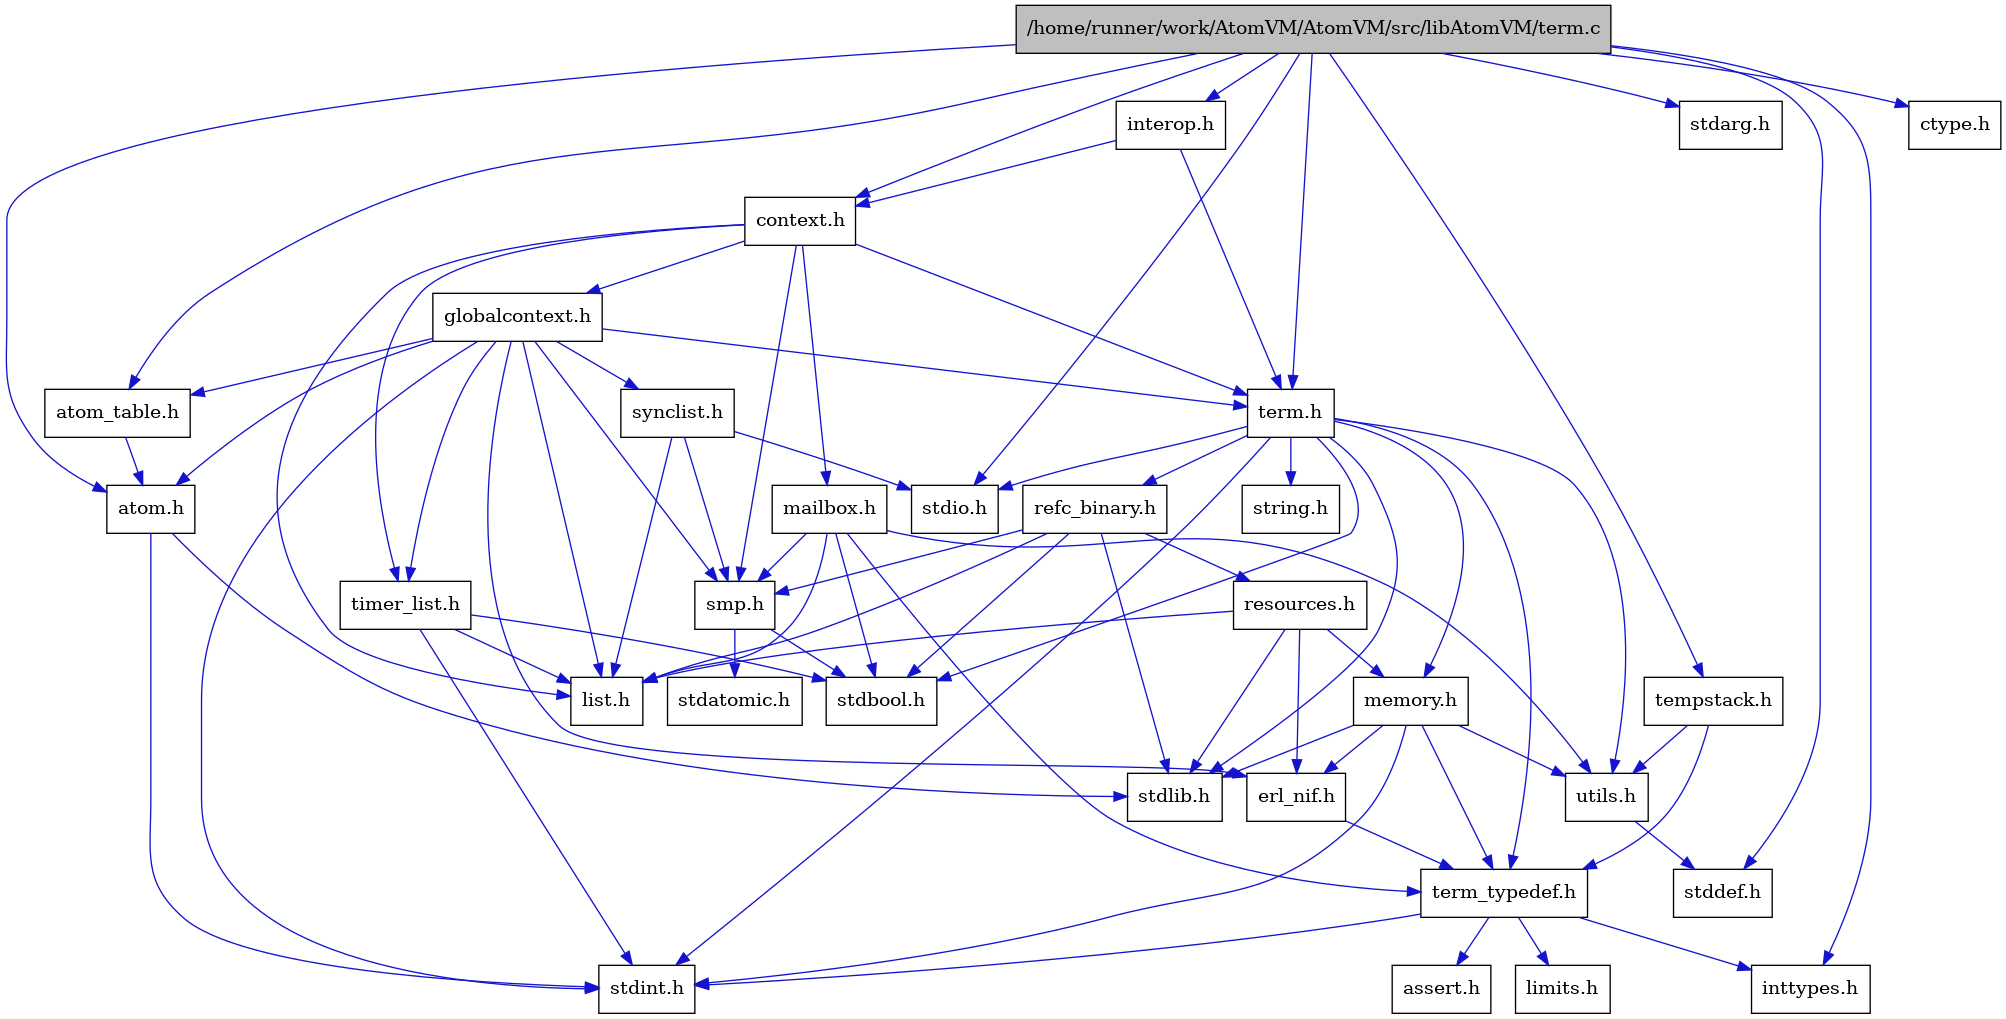 /home/runner/work/AtomVM/AtomVM/src/libAtomVM/term.c
interop.h
stdarg.h
ctype.h
context.h
globalcontext.h
atom_table.h
synclist.h
term.h
atom.h
mailbox.h
stdio.h
refc_binary.h
string.h
timer_list.h
smp.h
resources.h
list.h
stdatomic.h
stdbool.h
memory.h
tempstack.h
stdlib.h
erl_nif.h
utils.h
term_typedef.h
stddef.h
stdint.h
assert.h
limits.h
inttypes.h